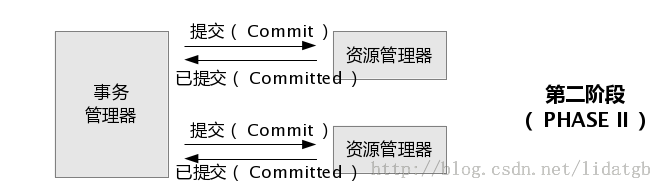 提交（ Commit ）
资源管理器
已提交（ Committed ）
事务
管理器
第二阶段
（ PHASE II ）
提交（ Commit ）
资源管理器
已提交（ Committed ）
http://blog.csdn.net/lidatgb